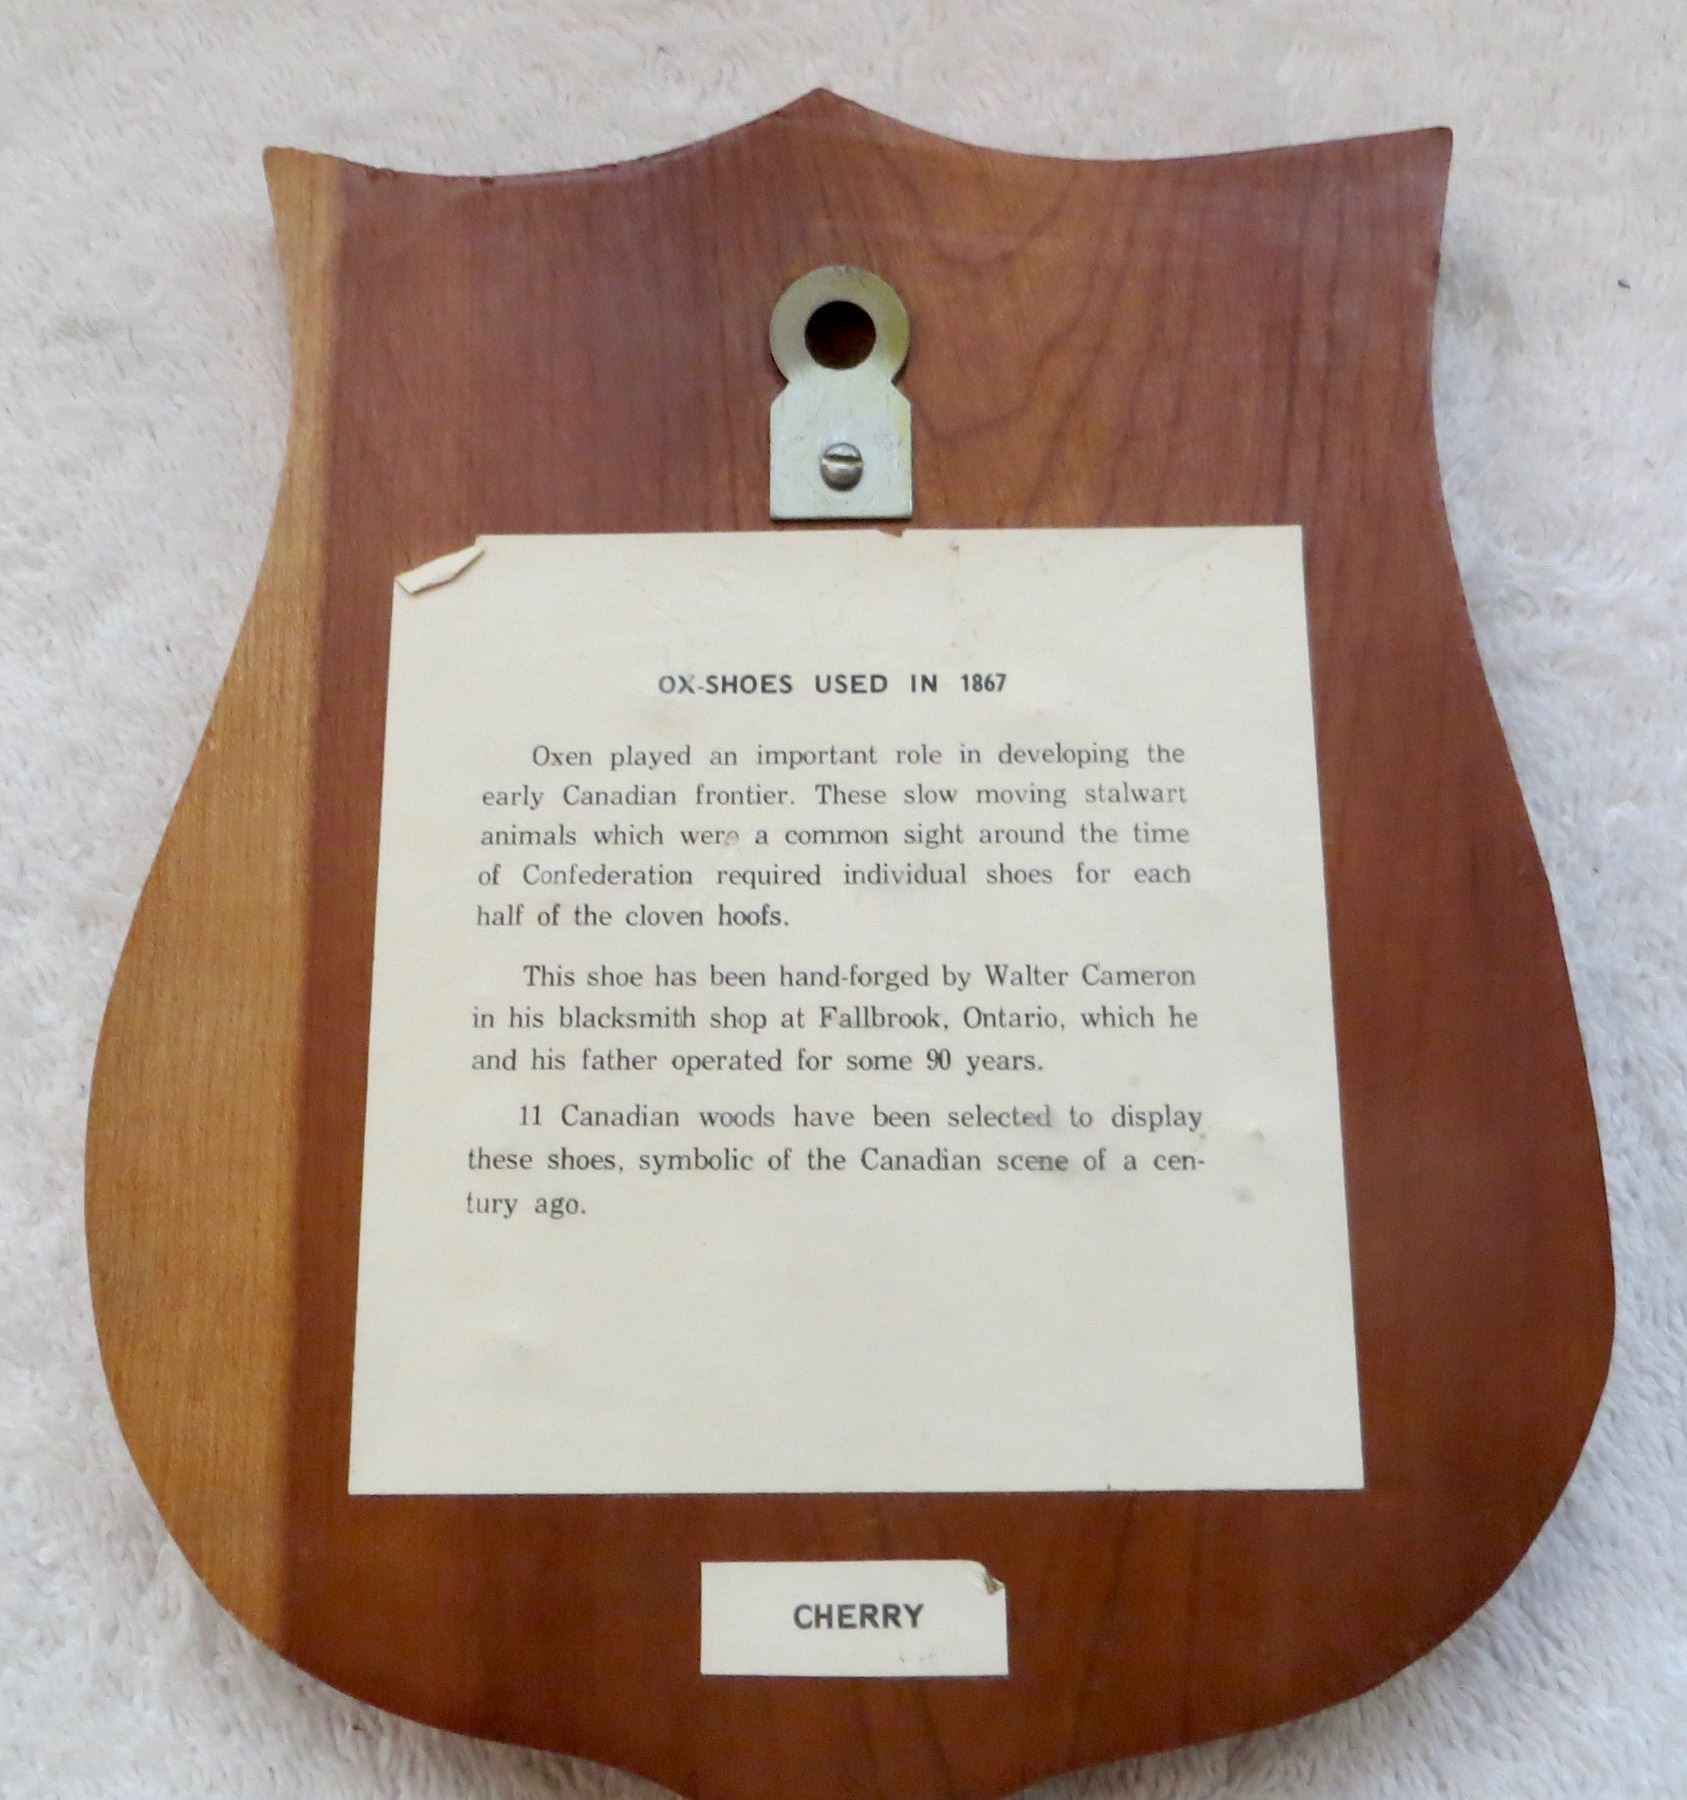 OX-SHOES USED IN 1867
Oxen played an important role in developing the
early Canadian frontier. These slow moving stalwart
animals which were a common sight around the time
of Confederation required individual shoes for each
half of the cloven hoofs.
This shoe has been hand-forged by Walter Cameron
in his blacksmith shop at Fallbrook, Ontario, which he
and his father operated for some 90 years.
11 Canadian woods have been selected to display
these shoes, symbolic of the Canadian scene of a cen-
tury ago.
CHERRY